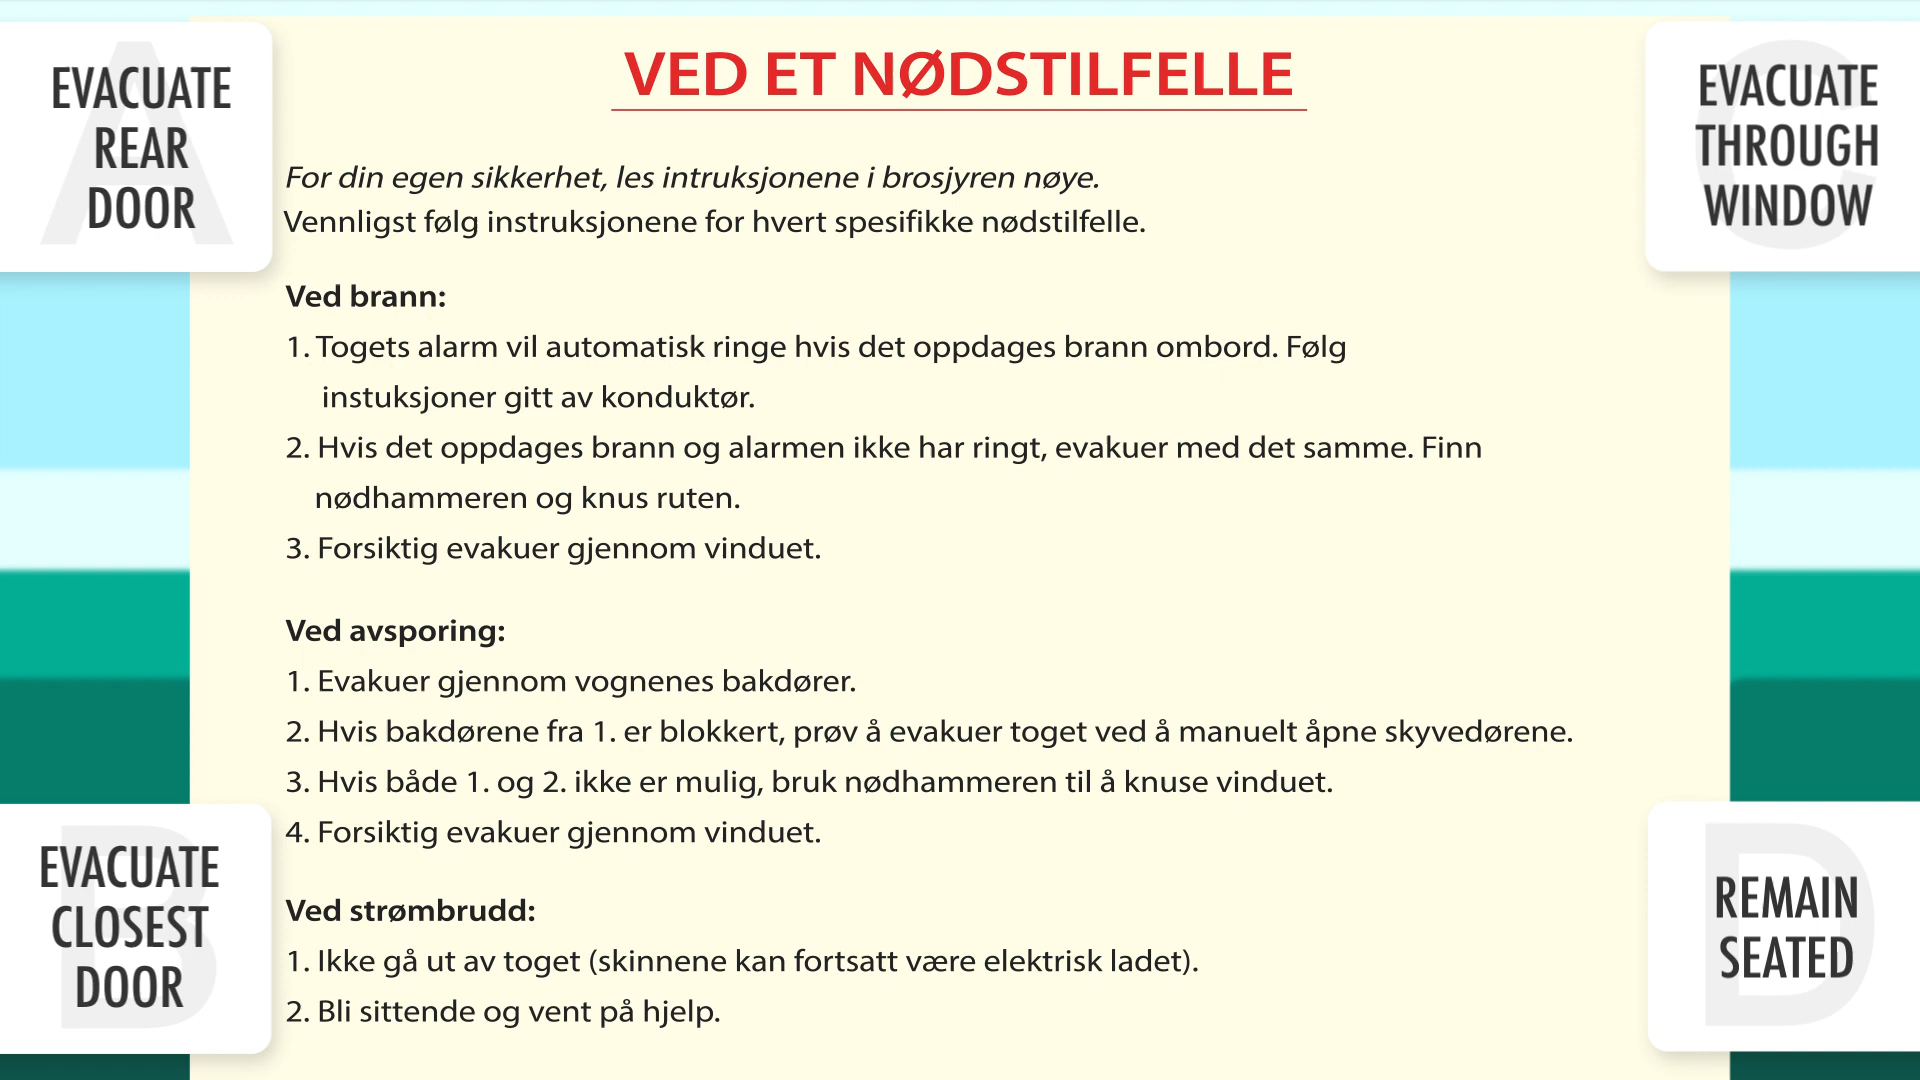 VED ET NØDSTILFELLE
For din egen sikkerhet, les intruksjonene i brosjyren nøye.
Vennligst følg instruksjonene for hvert spesifikke nødstilfelle.
Ved brann:
1. Togets alarm vil automatisk ringe hvis det oppdages brann ombord. Følg
instuksjoner gitt av konduktør.
2. Hvis det oppdages brann og alarmen ikke har ringt, evakuer med det samme. Finn
nødhammeren og knus ruten.
3. Forsiktig evakuer gjennom vinduet.
Ved avsporing:
1. Evakuer gjennom vognenes bakdører.
2. Hvis bakdørene fra 1. er blokkert, prøv å evakuer toget ved å manuelt åpne skyvedørene.
3. Hvis både 1. og 2. ikke er mulig, bruk nødhammeren til å knuse vinduet.
4. Forsiktig evakuer gjennom vinduet.
Ved strømbrudd:
1. Ikke gå ut av toget (skinnene kan fortsatt være elektrisk ladet).
2. Bli sittende og vent på hjelp.
A
EVACUATE
REAR
DOOR
B
EVACUATE
CLOSEST
DOOR
C
EVACUATE
THROUGH
WINDOW
D
REMAIN
SEATED